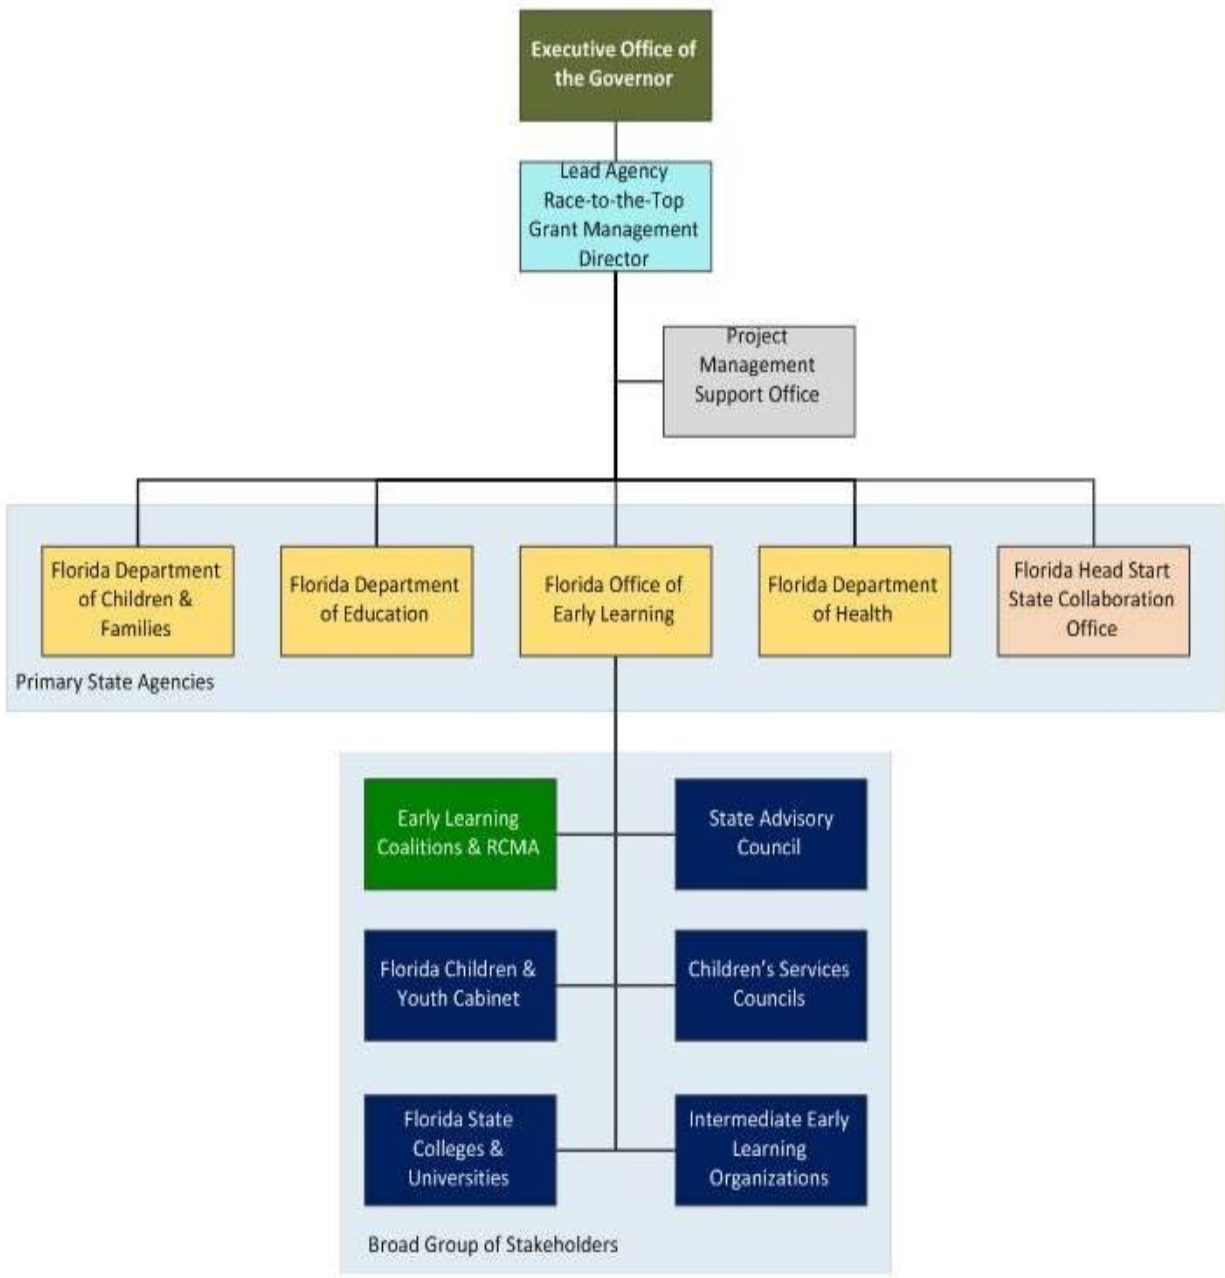 Executive Office of
the Governor
Lead Agency
Race-to-the-Top
Grant Management
Director
Project
Management
Support Office
Florida Department
of Children &
Families
Florida Department
of Education
Florida Office of
Early Learning
Florida Department
of Health
Florida Head Start
State Collaboration
Office
Primary State Agencies
Early Learning
Coalitions & RCMA
State Advisory
Council
Florida Children &
Youth Cabinet
Children’s Services
Councils
Florida State
Colleges &
Universities
Intermediate Early
Learning
Organizations
Broad Group of Stakeholders